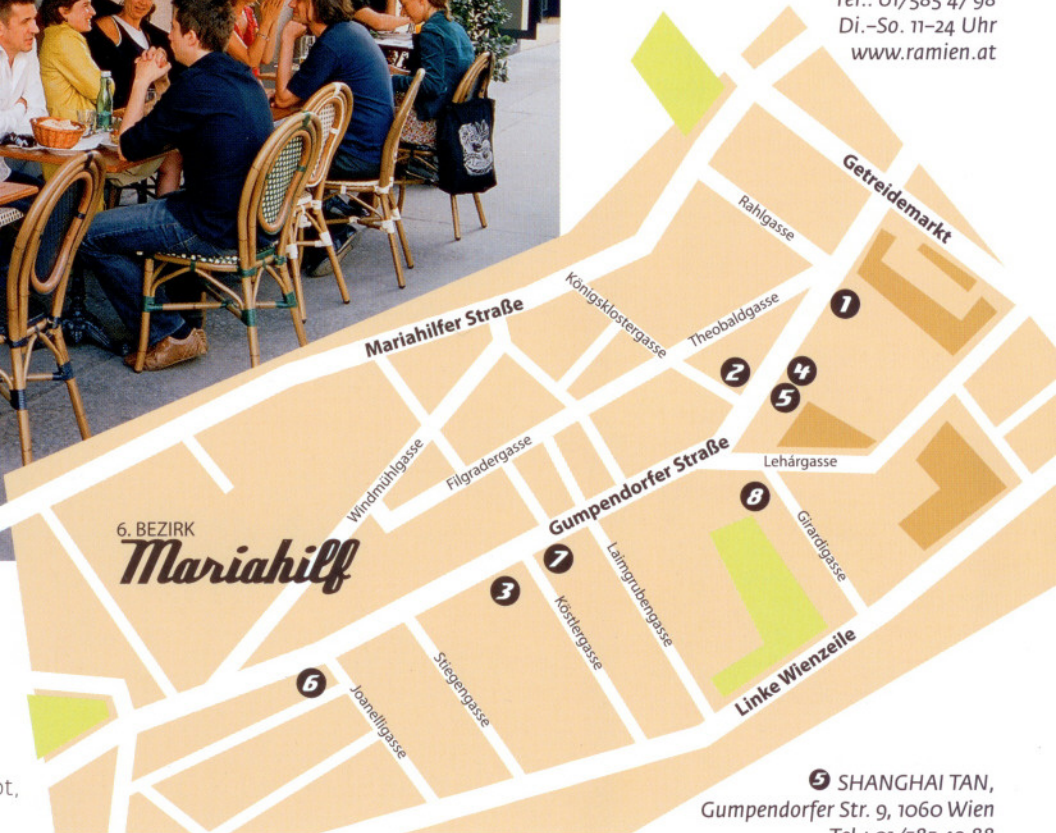 Di.–So. 11–24 Uhr
www.ramien.at
Getreidemarkt
Rahlgasse
Königsklostergasse
Theobaldgasse
Mariahilfer Straße
1
2
4
5
Windmühlgasse
Filgradergasse
Gumpendorfer Straße
Lehárgasse
8
Girardigasse
6. BEZIRK
Mariahilf
7
3
Laimgrubengasse
Köstlergasse
Linke Wienzeile
6
Stiegengasse
Joanelligasse
5 SHANGHAI TAN,
Gumpendorfer Str. 9, 1060 Wien